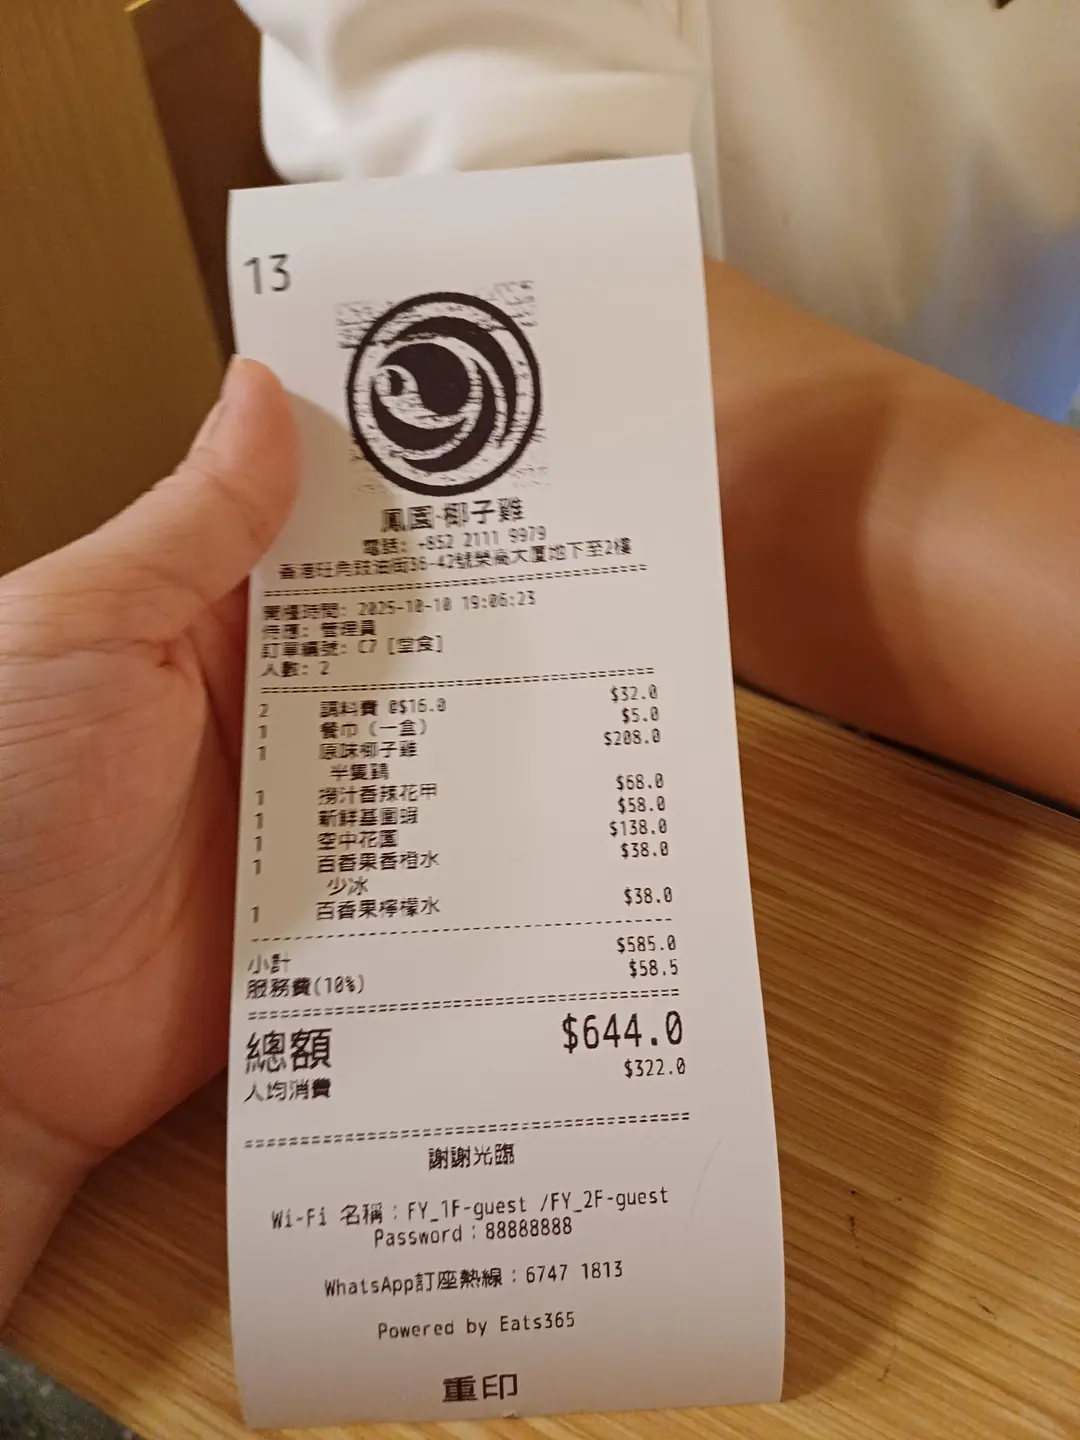 13
鳳園·椰子雞
電話: +852 2111 9979
香港旺角豉油街36-42號榮高大廈地下至2樓
開檯時間: 2025-10-10 19:06:23
侍應: 管理員
訂單編號: C7 [堂食]
人數: 2
2 調料費 @$16.0 $32.0
1 餐巾 (一盒) $5.0
1 原味椰子雞 $208.0
半隻鷄
1 撈汁香辣花甲 $68.0
1 新鮮基圍蝦 $58.0
1 空中花園 $138.0
1 百香果香橙水 $38.0
少冰
1 百香果檸檬水 $38.0
小計 $585.0
服務費(10%) $58.5
總額 $644.0
人均消費 $322.0
謝謝光臨
Wi-Fi 名稱：FY_1F-guest /FY_2F-guest
Password：88888888
WhatsApp訂座熱線：6747 1813
Powered by Eats365
重印